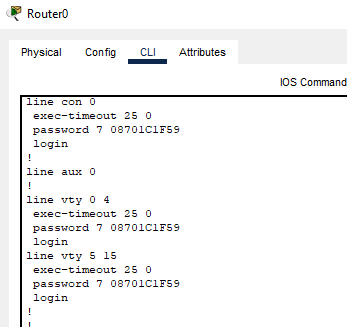 Router0
Physical Config CLI Attributes
IOS Command
line con 0
exec-timeout 25 0
password 7 08701C1F59
login
!
line aux 0
!
line vty 0 4
exec-timeout 25 0
password 7 08701C1F59
login
line vty 5 15
exec-timeout 25 0
password 7 08701C1F59
login
!
!